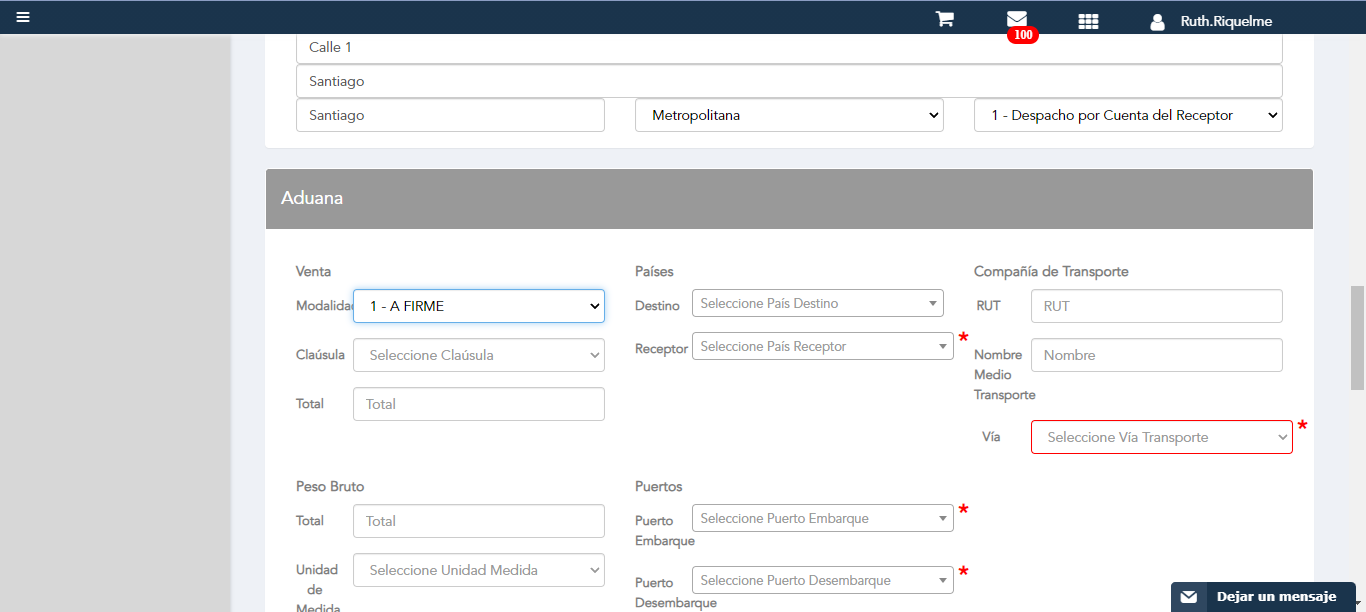 Ruth.Riquelme
100
Calle 1
Santiago
Santiago
Metropolitana
1 - Despacho por Cuenta del Receptor
Aduana
Venta
Países
Compañía de Transporte
Modalidad
1 - A FIRME
Destino
Seleccione País Destino
RUT
RUT
Receptor
Seleccione País Receptor
*
Claúsula
Seleccione Claúsula
Nombre
Medio
Transporte
Nombre
Total
Total
Vía
Seleccione Vía Transporte
*
Peso Bruto
Puertos
Total
Total
Puerto
Embarque
Seleccione Puerto Embarque
*
Unidad
de
Medida
Seleccione Unidad Medida
Puerto
Desembarque
Seleccione Puerto Desembarque
*
Dejar un mensaje